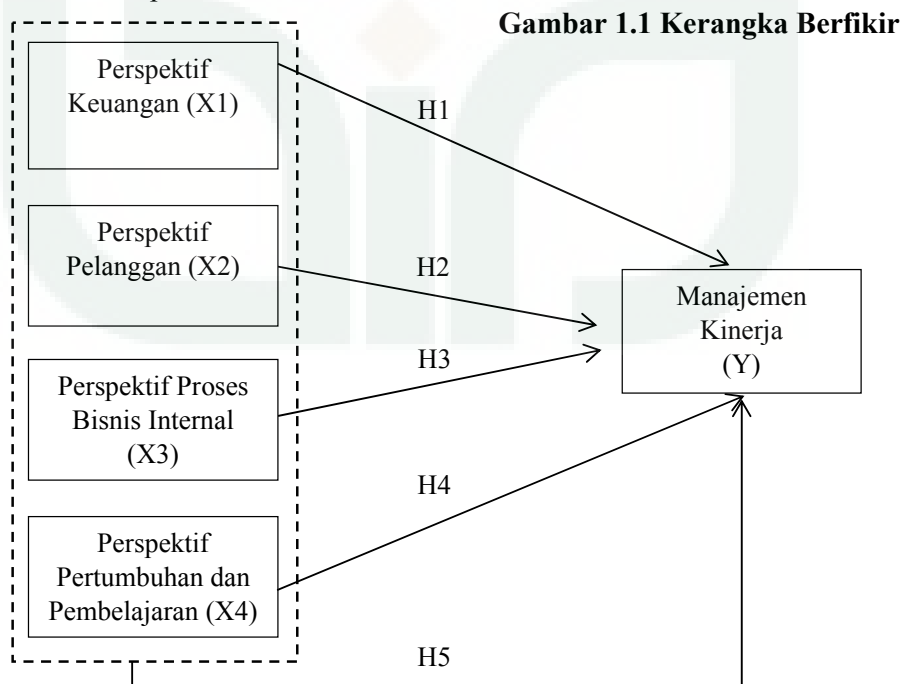 Gambar 1.1 Kerangka Berfikir
Perspektif
Keuangan (X1)
H1
Perspektif
Pelanggan (X2)
H2
Manajemen
Kinerja
(Y)
H3
Perspektif Proses
Bisnis Internal
(X3)
H4
Perspektif
Pertumbuhan dan
Pembelajaran (X4)
H5